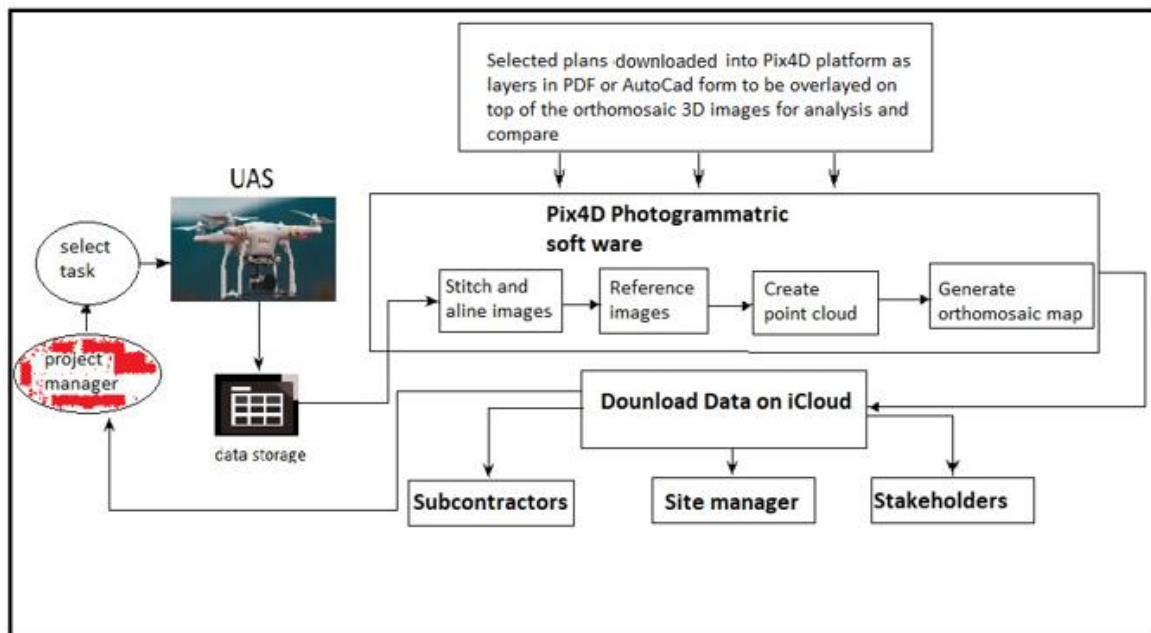 Selected plans downloaded into Pix4D platform as
layers in PDF or AutoCad form to be overlayed on
top of the orthomosaic 3D images for analysis and
compare
UAS
Pix4D Photogrammatric
soft ware
select
task
Stitch and
aline images
Reference
images
Create
point cloud
Generate
orthomosaic map
project
manager
data storage
Dounload Data on iCloud
Subcontractors
Site manager
Stakeholders